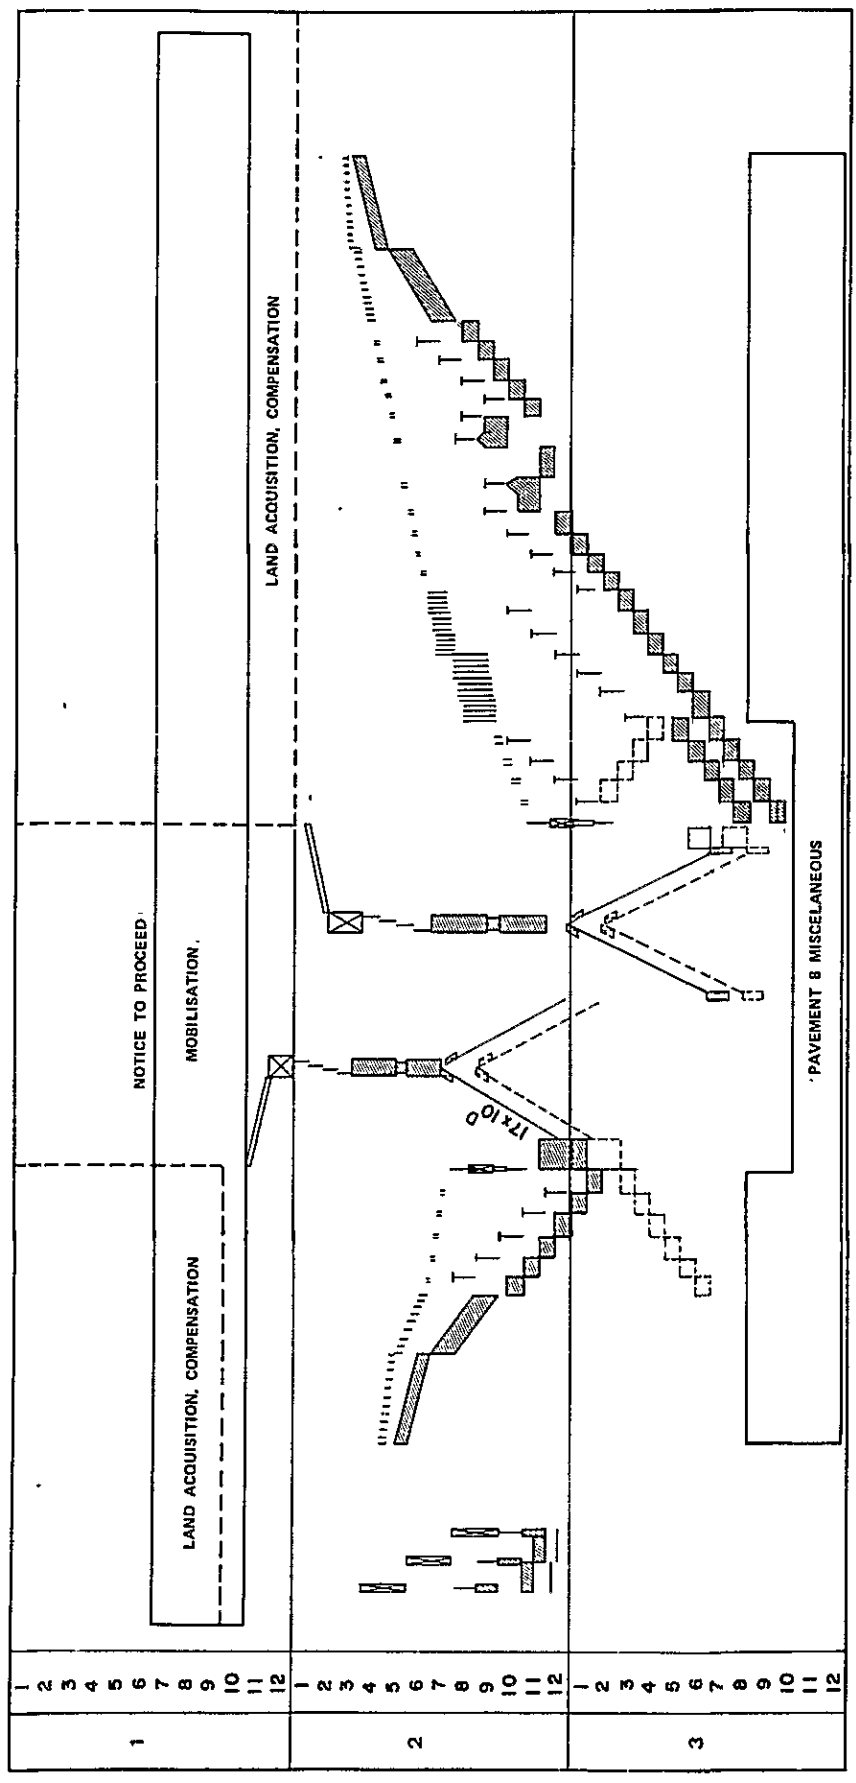 LAND ACQUISITION, COMPENSATION
NOTICE TO PROCEED
MOBILISATION,
LAND ACQUISITION, COMPENSATION
17x10D
PAVEMENT & MISCELANEOUS
1 2 3 4 5 6 7 8 9 10 11 12 1 2 3 4 5 6 7 8 9 10 11 12 1 2 3 4 5 6 7 8 9 10 11 12
1 2 3